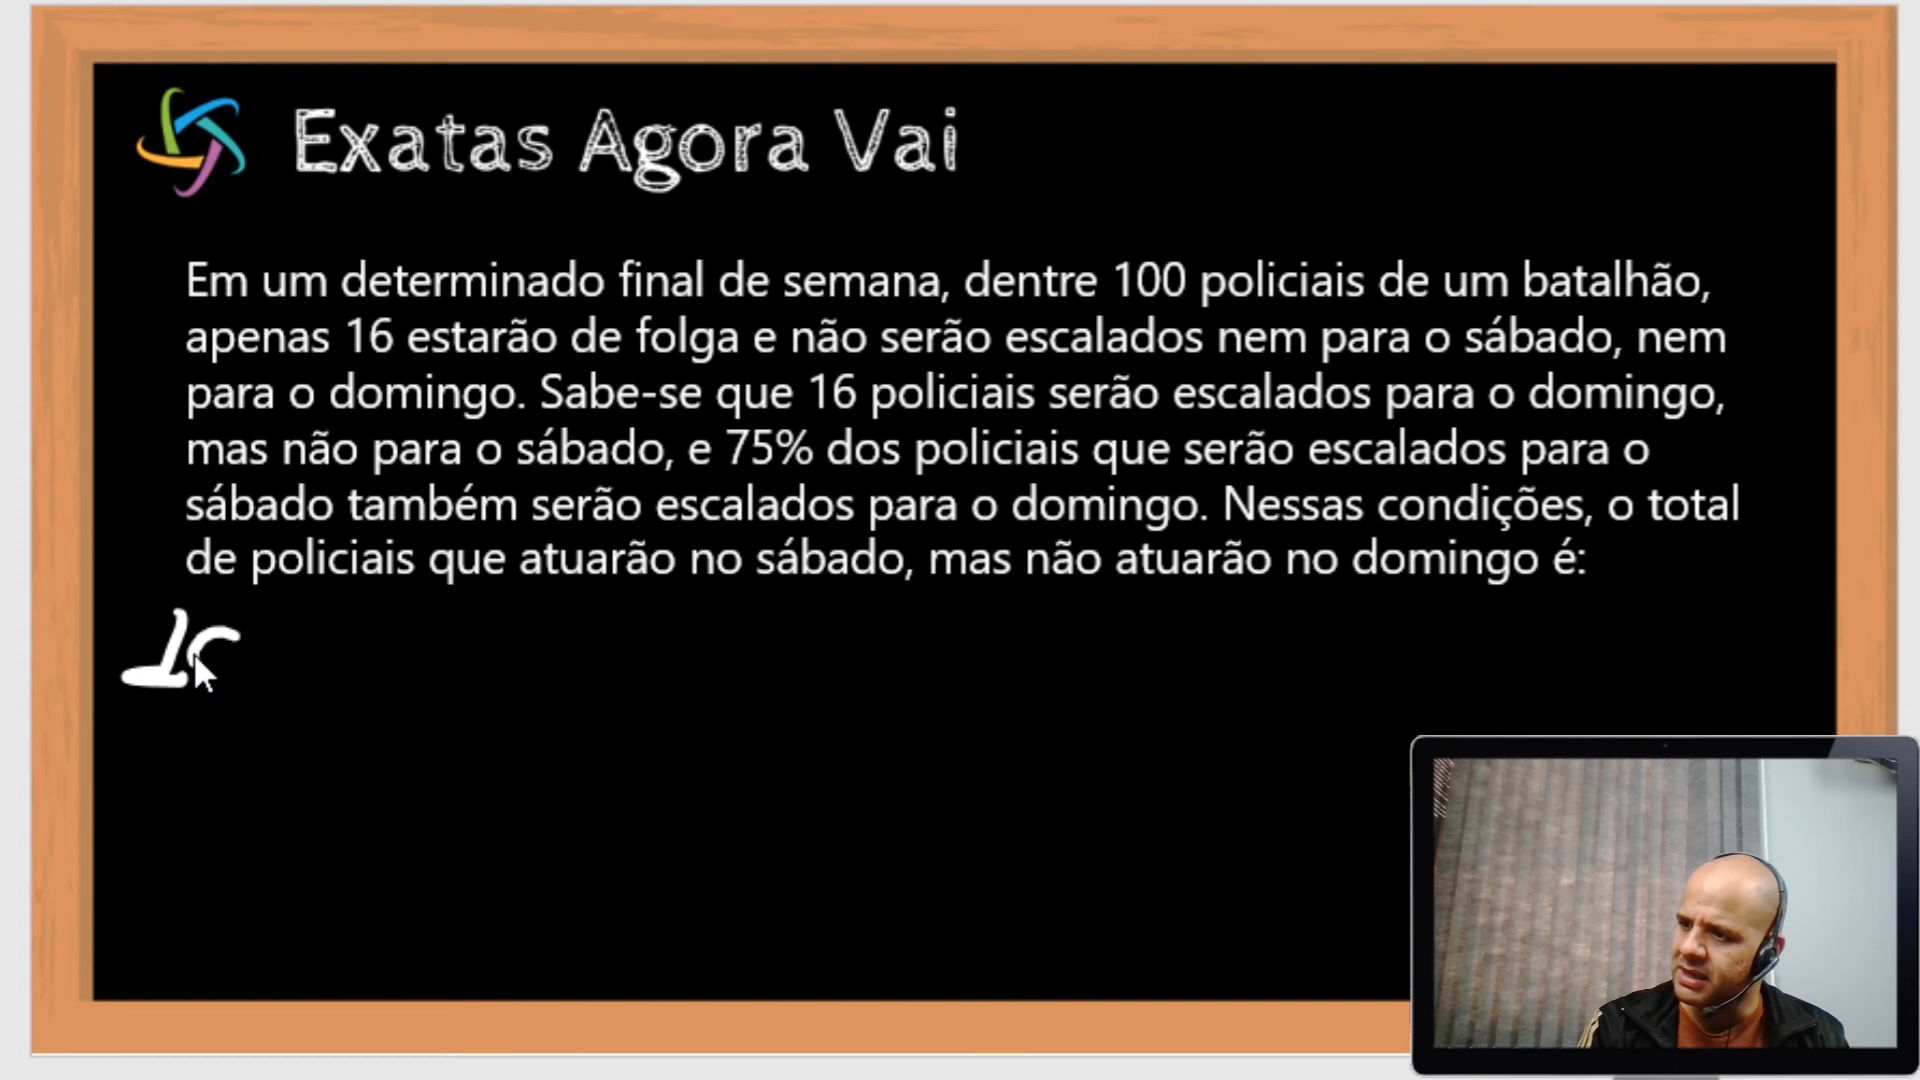 Exatas Agora Vai
Em um determinado final de semana, dentre 100 policiais de um batalhão,
apenas 16 estarão de folga e não serão escalados nem para o sábado, nem
para o domingo. Sabe-se que 16 policiais serão escalados para o domingo,
mas não para o sábado, e 75% dos policiais que serão escalados para o
sábado também serão escalados para o domingo. Nessas condições, o total
de policiais que atuarão no sábado, mas não atuarão no domingo é: